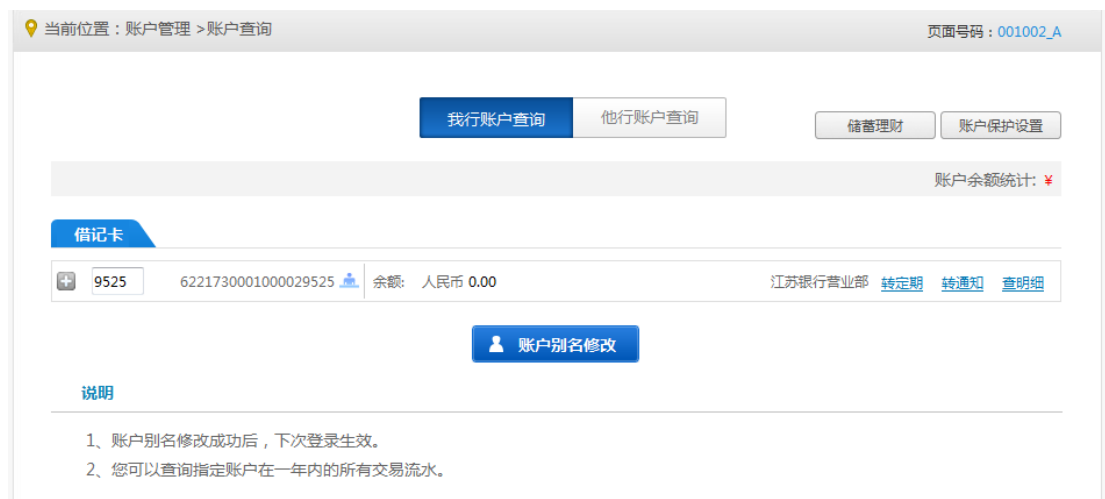 当前位置：账户管理 >账户查询 页面号码：001002_A
我行账户查询 他行账户查询 储蓄理财 账户保护设置
账户余额统计: ¥
借记卡
9525 6221730001000029525 余额: 人民币 0.00 江苏银行营业部 转定期 转通知 查明细
账户别名修改
说明
1、账户别名修改成功后，下次登录生效。
2、您可以查询指定账户在一年内的所有交易流水。